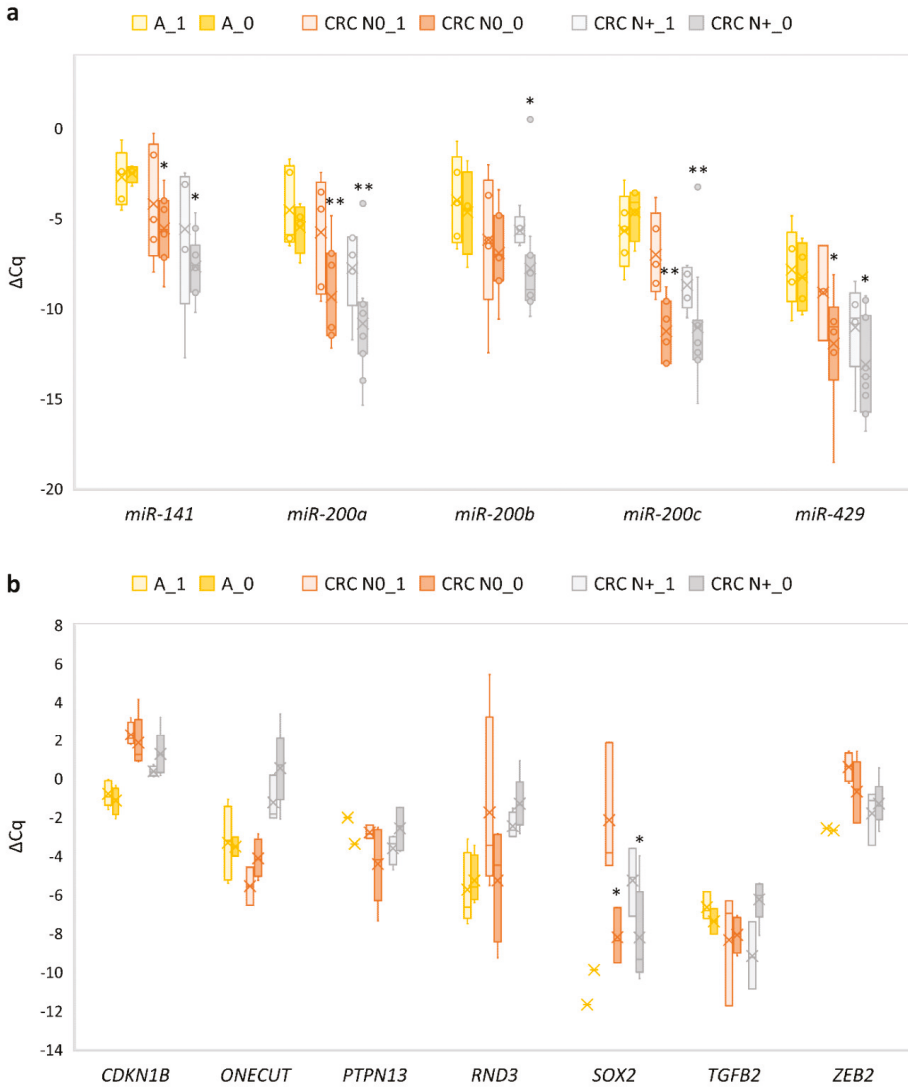 a
A_1 A_0 CRC N0_1 CRC N0_0 CRC N+_1 CRC N+_0
ΔCq
0
-5
-10
-15
-20
* * ** ** * ** ** * *
miR-141 miR-200a miR-200b miR-200c miR-429
b
A_1 A_0 CRC N0_1 CRC N0_0 CRC N+_1 CRC N+_0
ΔCq
8
6
4
2
0
-2
-4
-6
-8
-10
-12
-14
* *
CDKN1B ONECUT PTPN13 RND3 SOX2 TGFB2 ZEB2